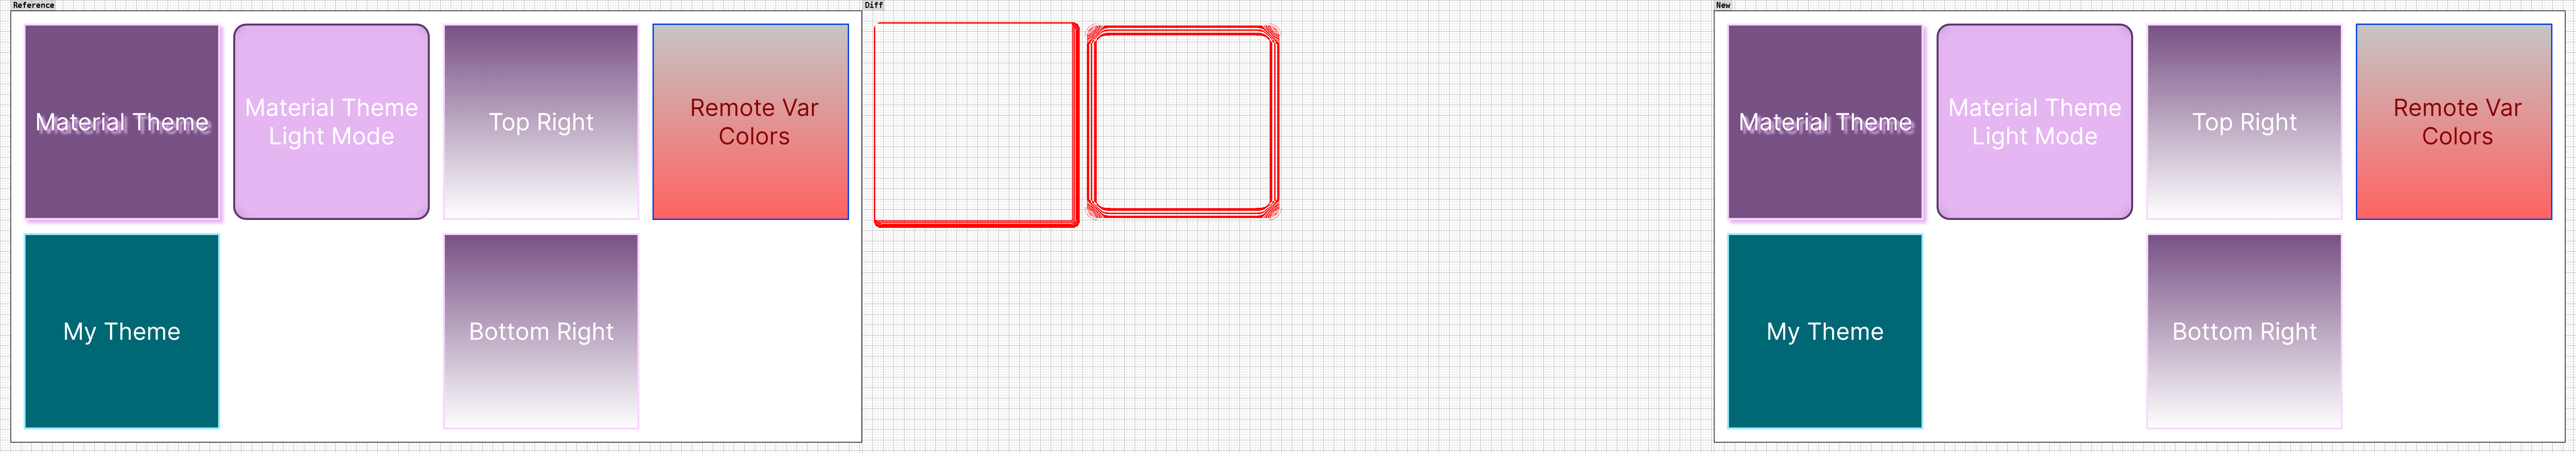 Reference
Diff
New
Material Theme
Material Theme
Light Mode
Top Right
Remote Var
Colors
My Theme
Bottom Right
Material Theme
Material Theme
Light Mode
Top Right
Remote Var
Colors
My Theme
Bottom Right